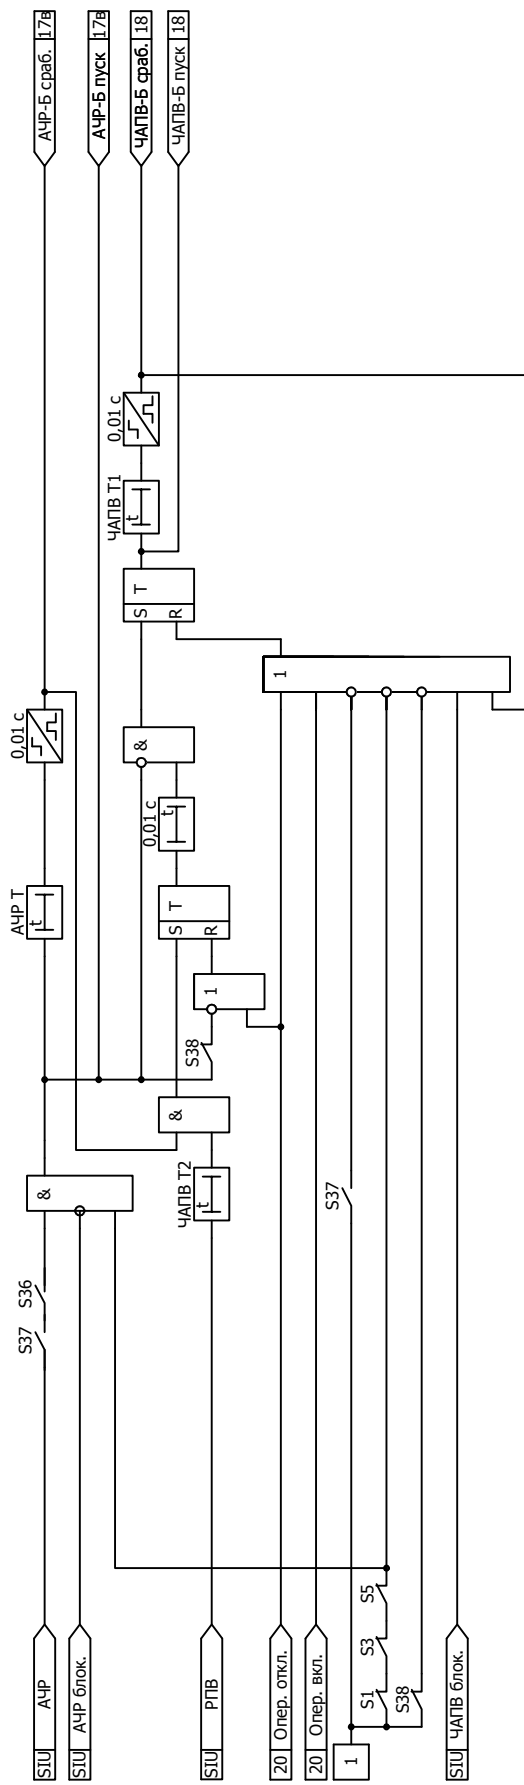 SIU АЧР
SIU АЧР блок.
SIU РПВ
20 Опер. откл.
20 Опер. вкл.
1
SIU ЧАПВ блок.
S37
S36
&
АЧР Т
t
0,01 с
АЧР-Б сраб. 17в
АЧР-Б пуск 17в
ЧАПВ-Б сраб. 18
ЧАПВ-Б пуск 18
ЧАПВ Т2
t
&
S38
1
S T
R
0,01 с
t
&
S T
R
ЧАПВ Т1
t
0,01 с
S37
S1
S3
S5
S38
1